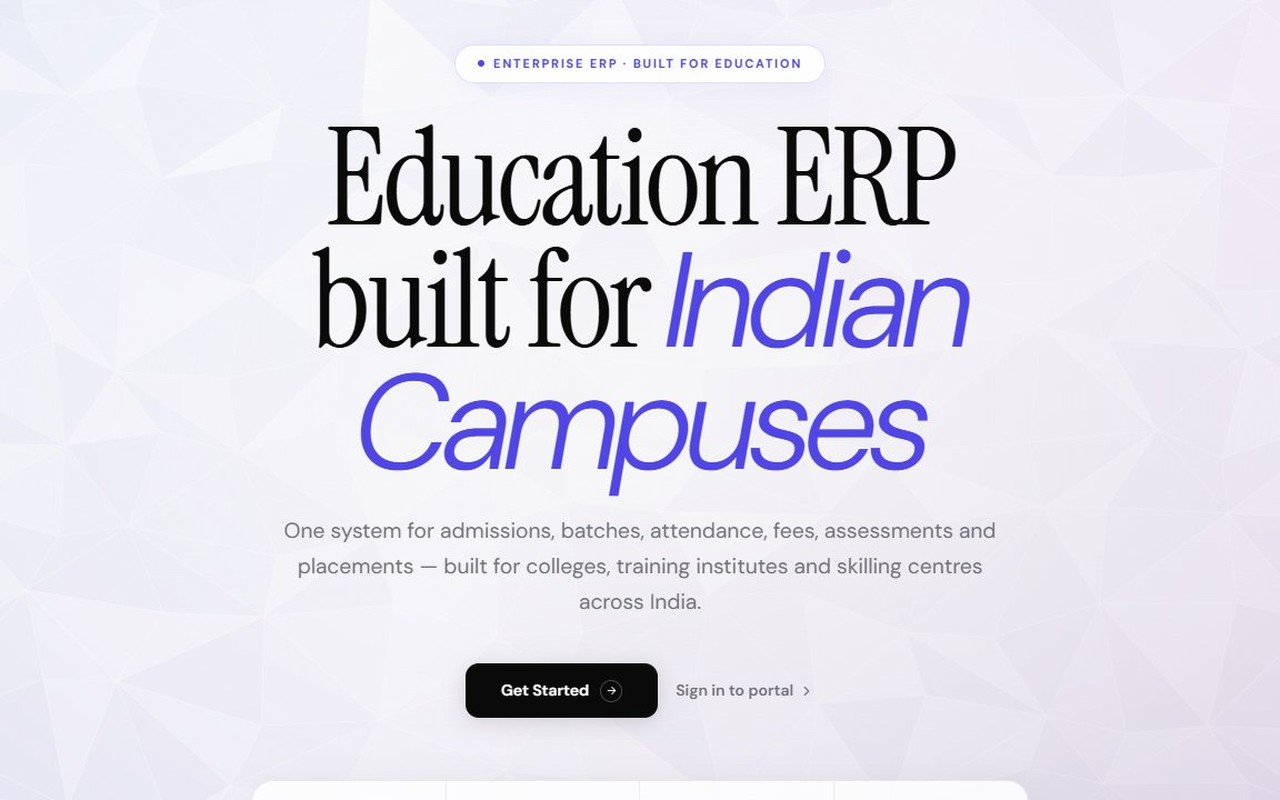 ENTERPRISE ERP · BUILT FOR EDUCATION
Education ERP
built for Indian
Campuses
One system for admissions, batches, attendance, fees, assessments and
placements — built for colleges, training institutes and skilling centres
across India.
Get Started
Sign in to portal